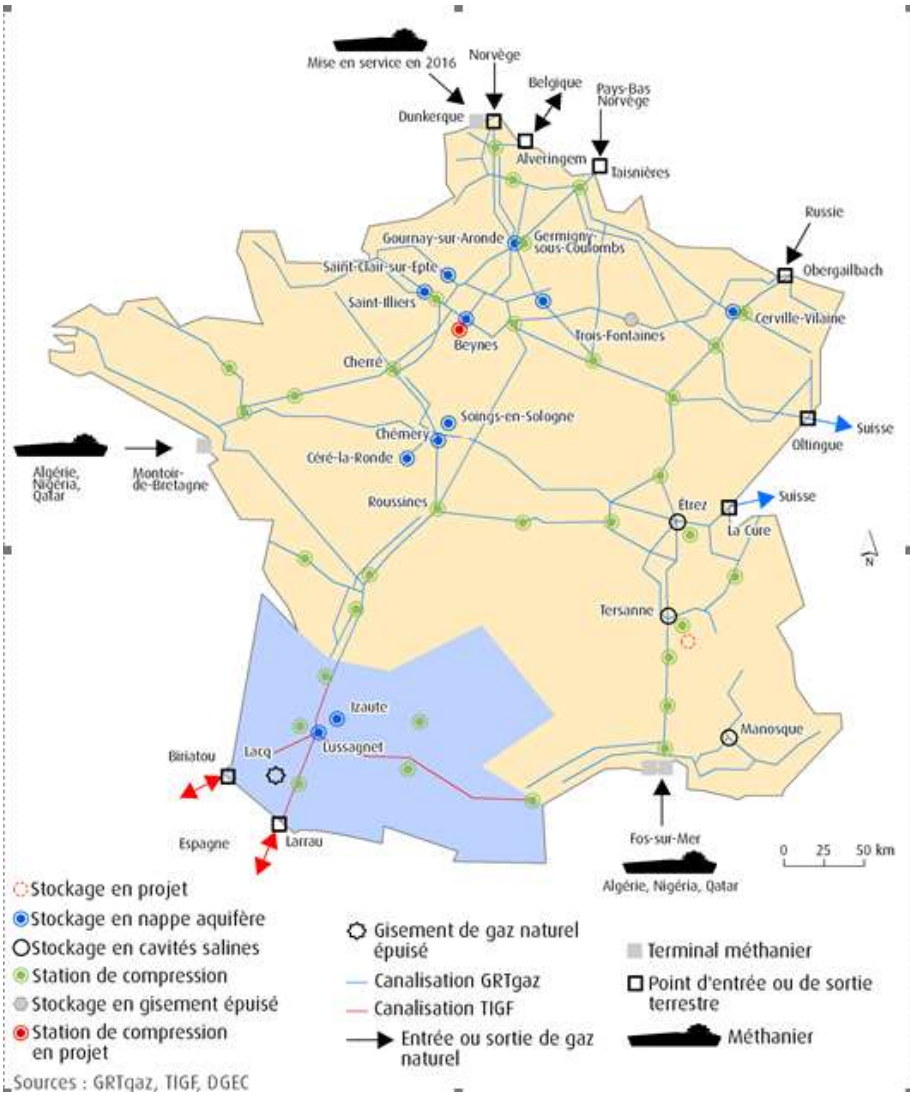 Mise en service en 2016
Norvège
Belgique
Pays-Bas
Norvège
Dunkerque
Alveringem
Taisnières
Russie
Gournay-sur-Aronde
Germigny-
sous-Coulombs
Obergailbach
Saint-Clair-sur-Epte
Saint-Illiers
Trois-Fontaines
Cerville-Vilaine
Beynes
Cherré
Soings-en-Sologne
Chémery
Oltingue
Suisse
Céré-la-Ronde
Algérie,
Nigéria,
Qatar
Montoir-
de-Bretagne
Roussines
Étrez
Suisse
La Cure
N
Tersanne
Izaute
Manosque
Lacq
Lussagnet
Biriatou
Espagne
Larrau
Fos-sur-Mer
0 25 50 km
Algérie, Nigéria, Qatar
Stockage en projet
Stockage en nappe aquifère
Stockage en cavités salines
Station de compression
Stockage en gisement épuisé
Station de compression
en projet
Gisement de gaz naturel
épuisé
Canalisation GRTgaz
Canalisation TIGF
Entrée ou sortie de gaz
naturel
Terminal méthanier
Point d'entrée ou de sortie
terrestre
Méthanier
Sources : GRTgaz, TIGF, DGEC